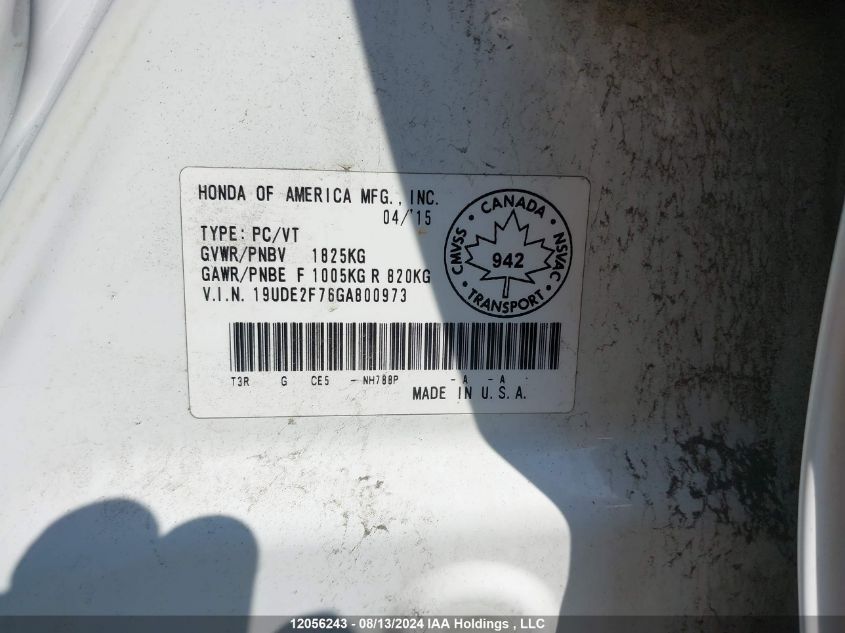 HONDA OF AMERICA MFG., INC.
04/15
TYPE: PC/VT
GVWR/PNBV 1825KG
GAWR/PNBE F 1005KG R 820KG
V.I.N. 19UDE2F76GA800973
CANADA
CMVSS
NSVAC
942
TRANSPORT
T3R G CE5 - NH788P - A - A
MADE IN U.S.A.
12056243 - 08/13/2024 IAA Holdings , LLC